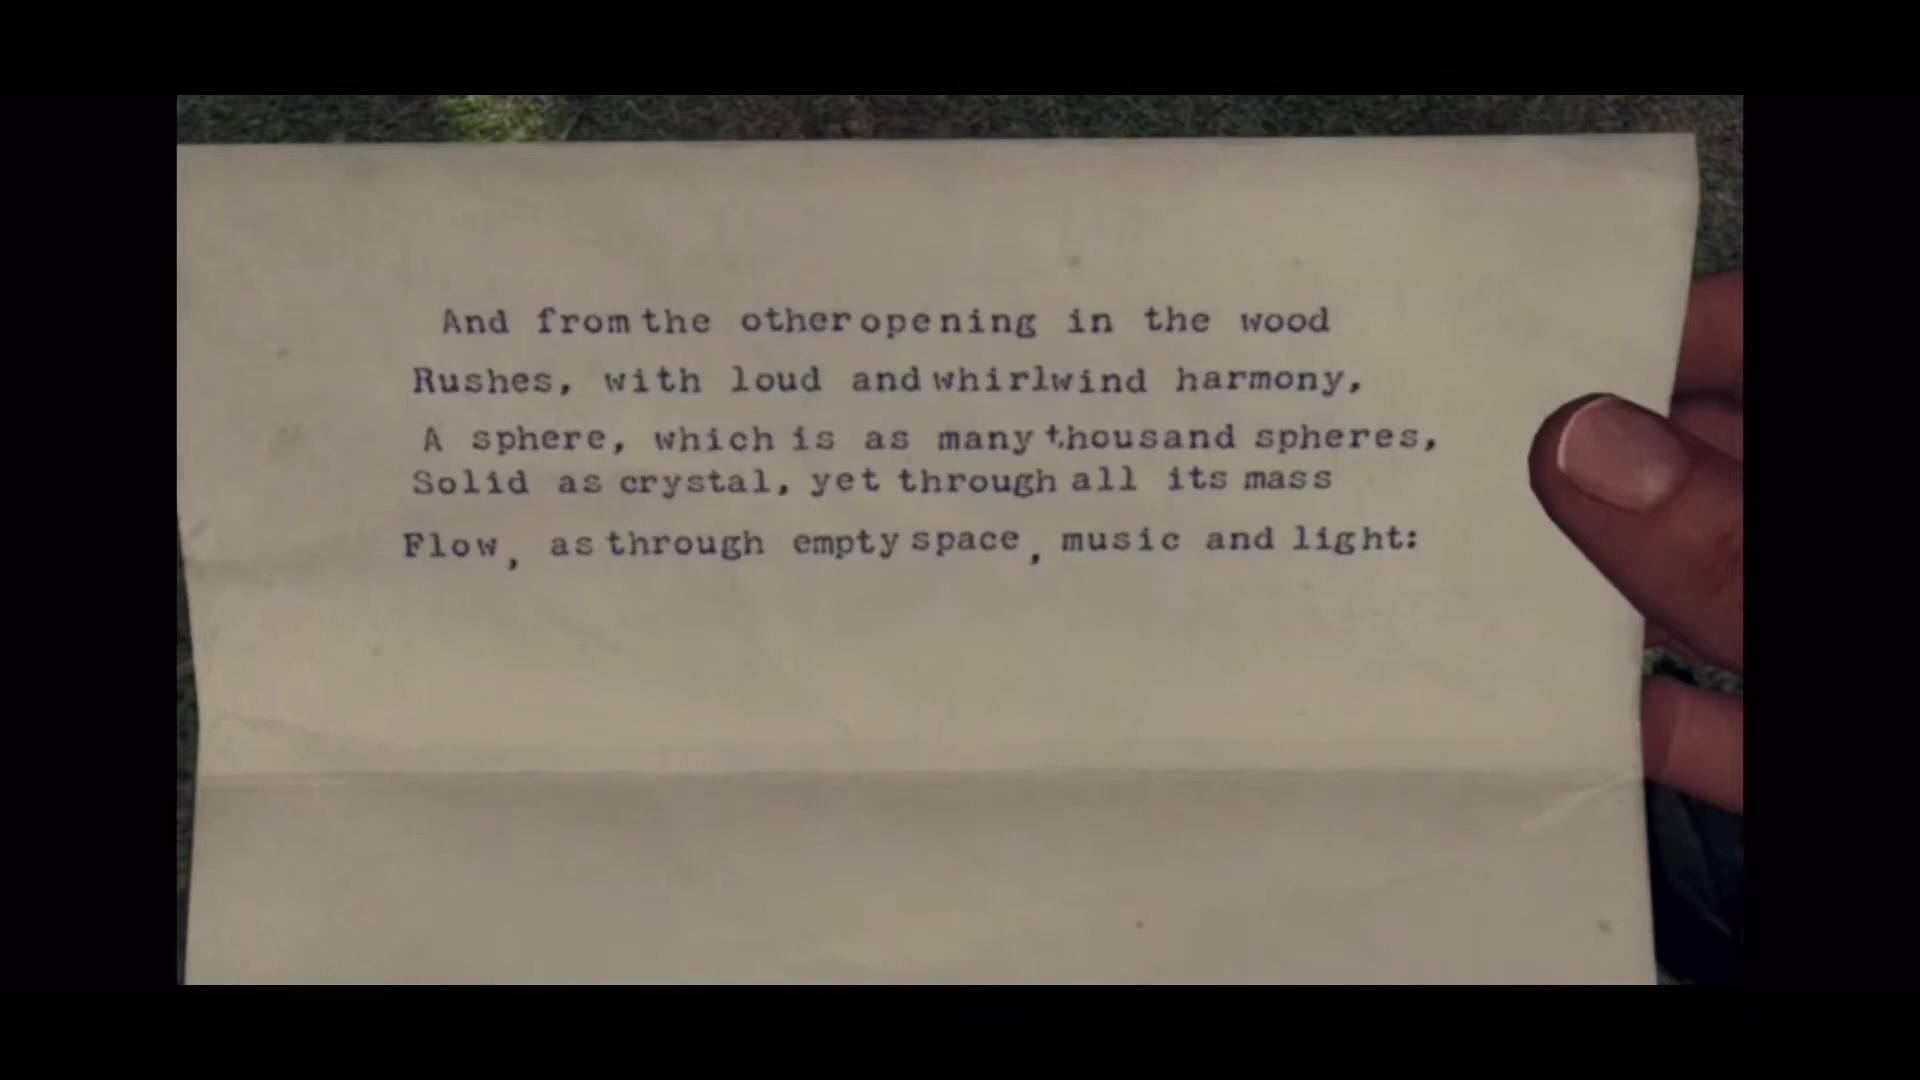 And from the other opening in the wood
Rushes, with loud and whirlwind harmony,
A sphere, which is as many thousand spheres,
Solid as crystal, yet through all its mass
Flow, as through empty space, music and light: